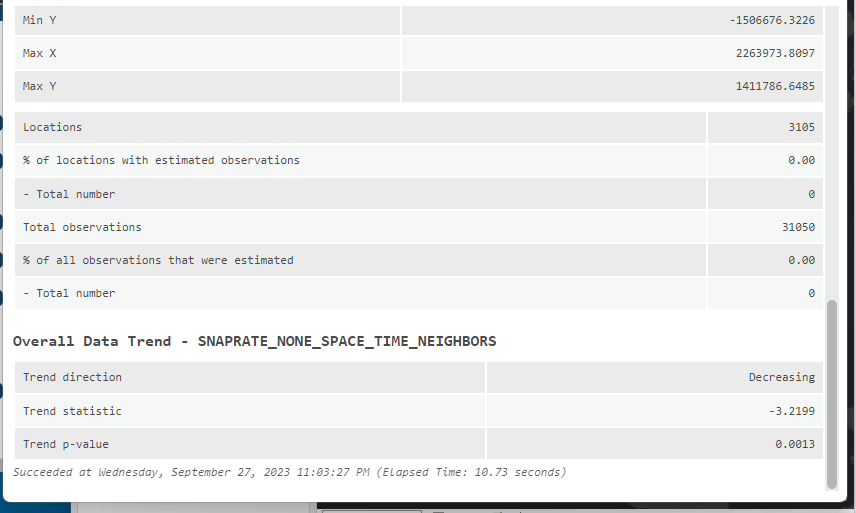 Min Y -1506676.3226
Max X 2263973.8097
Max Y 1411786.6485
Locations 3105
% of locations with estimated observations 0.00
- Total number 0
Total observations 31050
% of all observations that were estimated 0.00
- Total number 0
Overall Data Trend - SNAPRATE_NONE_SPACE_TIME_NEIGHBORS
Trend direction Decreasing
Trend statistic -3.2199
Trend p-value 0.0013
Succeeded at Wednesday, September 27, 2023 11:03:27 PM (Elapsed Time: 10.73 seconds)